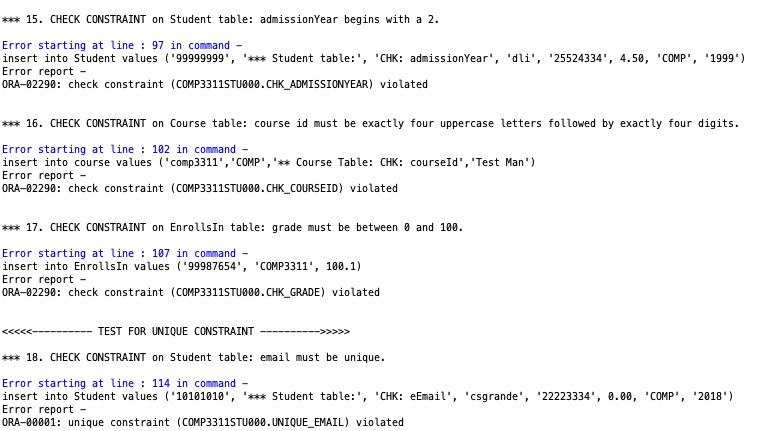 *** 15. CHECK CONSTRAINT on Student table: admissionYear begins with a 2.
Error starting at line : 97 in command -
insert into Student values ('99999999', '*** Student table:', 'CHK: admissionYear', 'dli', '25524334', 4.50, 'COMP', '1999')
Error report -
ORA-02290: check constraint (COMP3311STU000.CHK_ADMISSIONYEAR) violated
*** 16. CHECK CONSTRAINT on Course table: course id must be exactly four uppercase letters followed by exactly four digits.
Error starting at line : 102 in command -
insert into course values ('comp3311','COMP','** Course Table: CHK: courseId','Test Man')
Error report -
ORA-02290: check constraint (COMP3311STU000.CHK_COURSEID) violated
*** 17. CHECK CONSTRAINT on EnrollsIn table: grade must be between 0 and 100.
Error starting at line : 107 in command -
insert into EnrollsIn values ('99987654', 'COMP3311', 100.1)
Error report -
ORA-02290: check constraint (COMP3311STU000.CHK_GRADE) violated
<<<<<---------- TEST FOR UNIQUE CONSTRAINT ---------->>>>>
*** 18. CHECK CONSTRAINT on Student table: email must be unique.
Error starting at line : 114 in command -
insert into Student values ('10101010', '*** Student table:', 'CHK: eEmail', 'csgrande', '22223334', 0.00, 'COMP', '2018')
Error report -
ORA-00001: unique constraint (COMP3311STU000.UNIQUE_EMAIL) violated